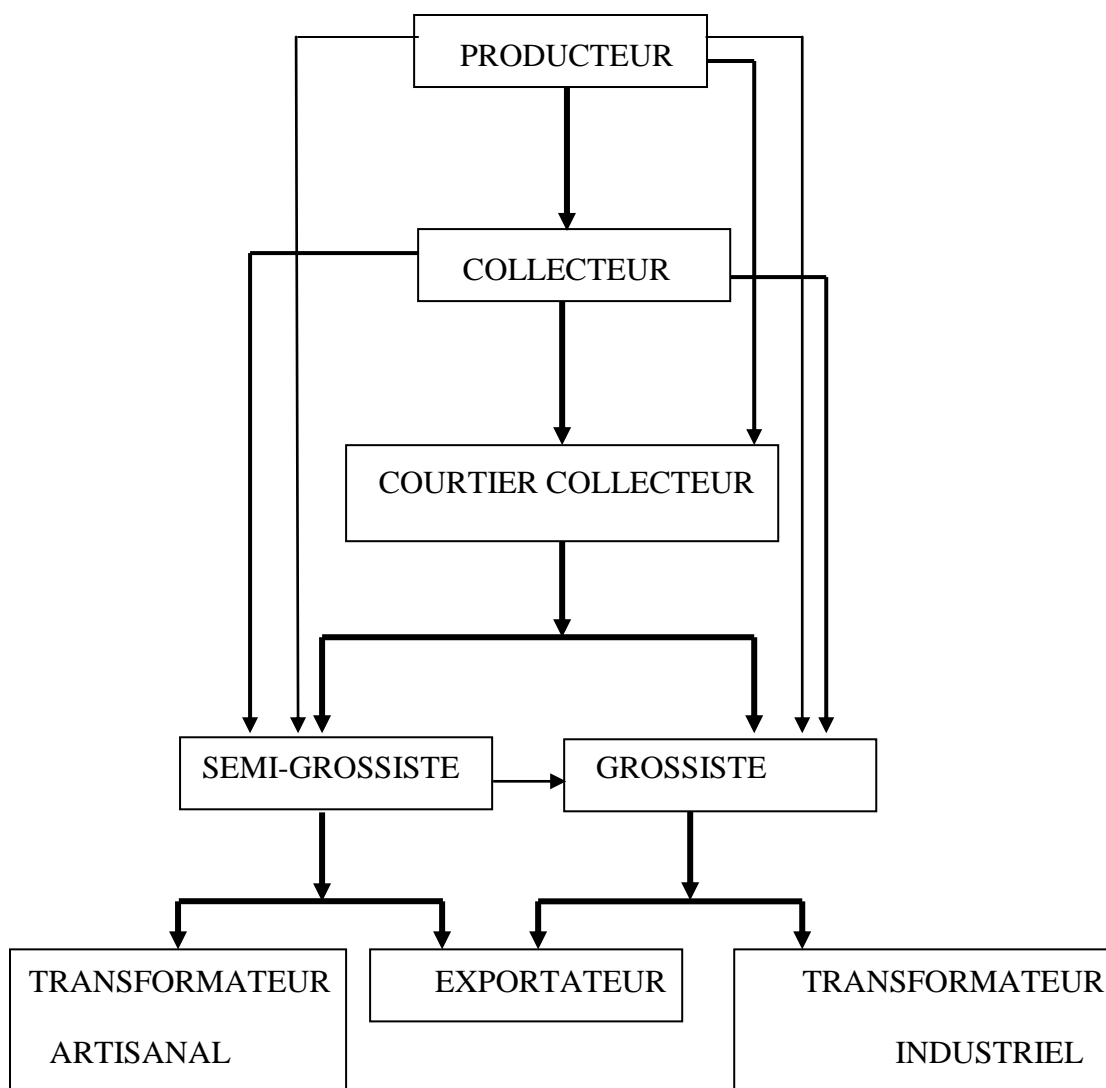 PRODUCTEUR
COLLECTEUR
COURTIER COLLECTEUR
SEMI-GROSSISTE
GROSSISTE
TRANSFORMATEUR
ARTISANAL
EXPORTATEUR
TRANSFORMATEUR
INDUSTRIEL